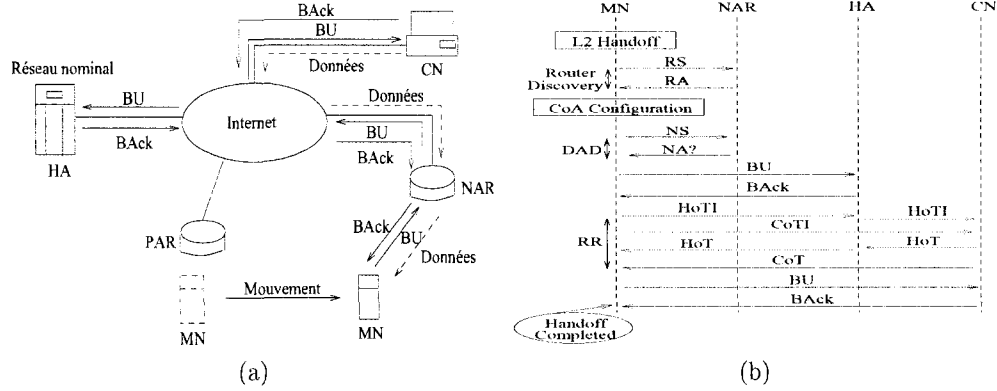 BAck
BU
Données
CN
Réseau nominal
BU
BAck
HA
Internet
Données
BU
BAck
NAR
PAR
BAck
BU
Données
Mouvement
MN
MN
(a)
MN NAR HA CN
L2 Handoff
RS
Router
Discovery
RA
CoA Configuration
NS
DAD
NA?
BU
BAck
HoTI HoTI
CoTI
RR
HoT HoT
CoT
BU
BAck
Handoff
Completed
(b)